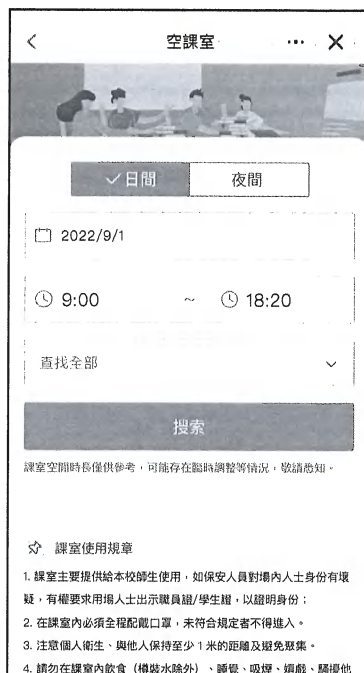 空課室
日間 夜間
2022/9/1
9:00 ~ 18:20
查找全部
搜索
課室空閒時長僅供參考,可能存在臨時調整等情況,敬請悉知。
課室使用規章
1. 課室主要提供給本校師生使用,如保安人員對場內人士身份有壞
疑,有權要求用場人士出示職員證/學生證,以證明身份;
2. 在課室內必須全程配戴口罩,未符合規定者不得進入。
3. 注意個人衛生、與他人保持至少1米的距離及避免聚集。
4. 請勿在課室內飲食(樽裝水除外)、睡覺、吸煙、嬉戲、騷擾他